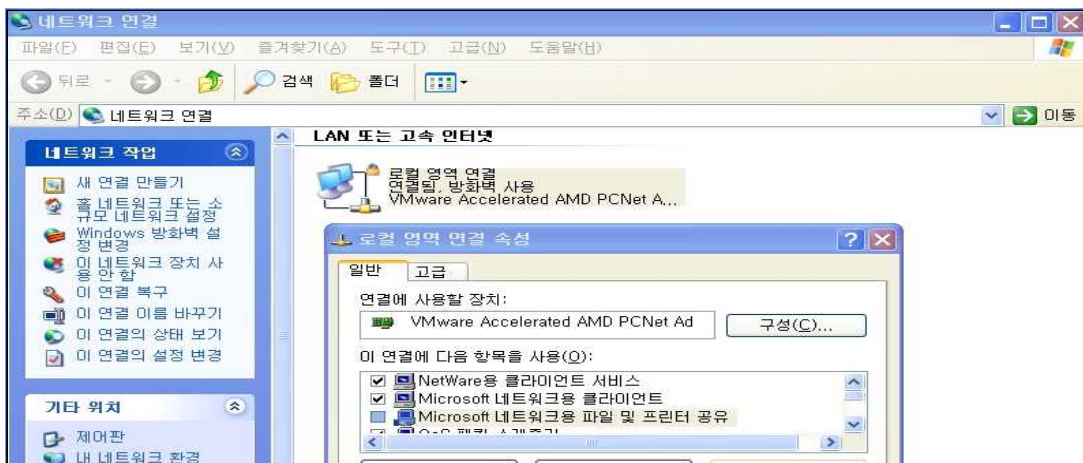 네트워크 연결
파일(F) 편집(E) 보기(V) 즐겨찾기(A) 도구(T) 고급(N) 도움말(H)
뒤로 검색 폴더
주소(D) 네트워크 연결 이동
네트워크 작업
새 연결 만들기
홈 네트워크 또는 소
규모 네트워크 설정
Windows 방화벽 설
정 변경
이 네트워크 장치 사
용 안 함
이 연결 복구
이 연결 이름 바꾸기
이 연결의 상태 보기
이 연결의 설정 변경
기타 위치
제어판
내 네트워크 환경
LAN 또는 고속 인터넷
로컬 영역 연결
연결됨, 방화벽 사용
VMware Accelerated AMD PCNet A...
로컬 영역 연결 속성
일반 고급
연결에 사용할 장치:
VMware Accelerated AMD PCNet Ad 구성(C)...
이 연결에 다음 항목을 사용(O):
NetWare용 클라이언트 서비스
Microsoft 네트워크용 클라이언트
Microsoft 네트워크용 파일 및 프린터 공유